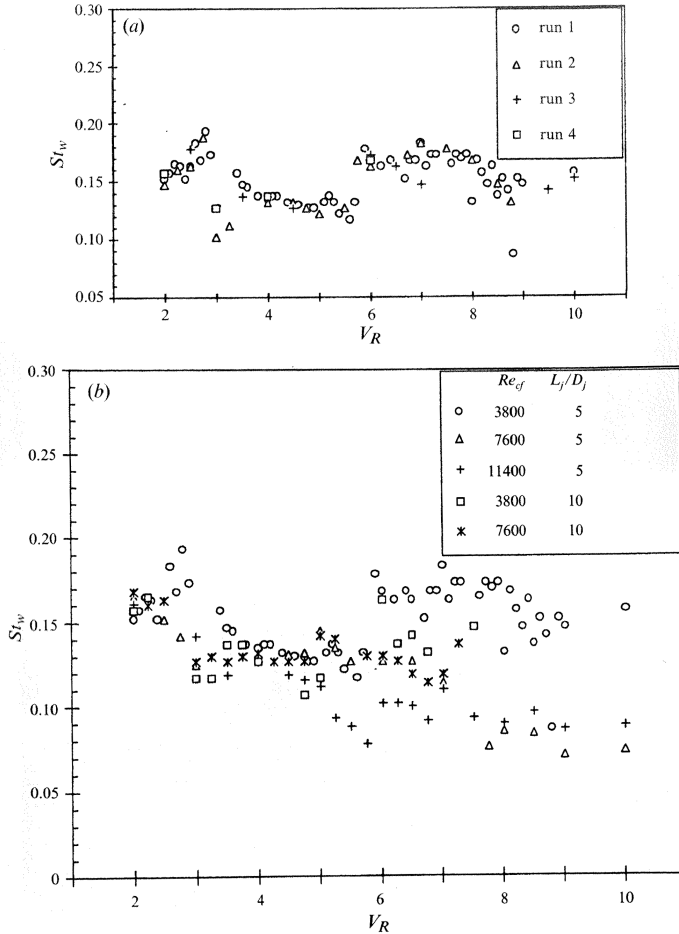 (a)
0.30
0.25
0.20
0.15
0.10
0.05
St_w
2
4
6
8
10
V_R
run 1
run 2
run 3
run 4
(b)
0.30
0.25
0.20
0.15
0.10
0.05
0
St_w
2
4
6
8
10
V_R
Re_cf L_j/D_j
3800 5
7600 5
11400 5
3800 10
7600 10